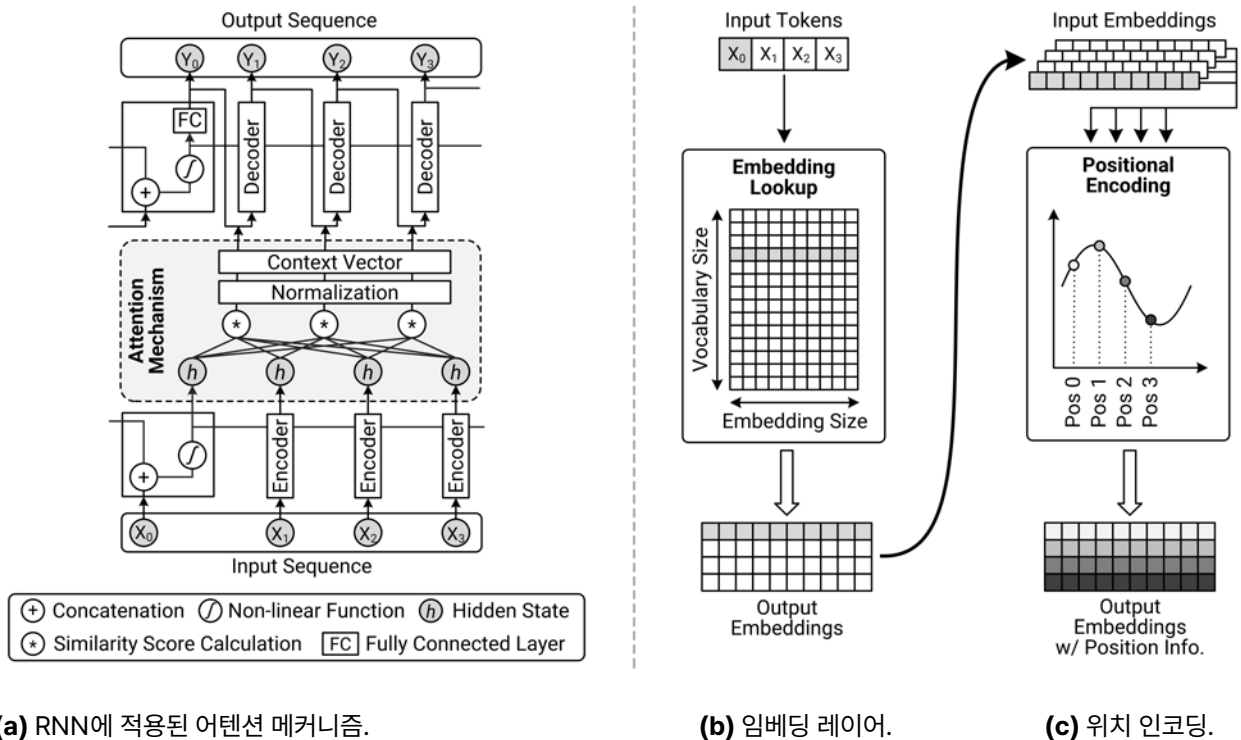 Output Sequence
Y0 Y1 Y2 Y3
FC
∫
+
Decoder
Decoder
Decoder
Attention
Mechanism
Context Vector
Normalization
* * *
h h h h
∫
+
Encoder
Encoder
Encoder
X0 X1 X2 X3
Input Sequence
+ Concatenation ∫ Non-linear Function h Hidden State
* Similarity Score Calculation FC Fully Connected Layer
(a) RNN에 적용된 어텐션 메커니즘.
Input Tokens
X0 X1 X2 X3
Embedding
Lookup
Vocabulary Size
Embedding Size
Output
Embeddings
(b) 임베딩 레이어.
Input Embeddings
Positional
Encoding
Pos 0
Pos 1
Pos 2
Pos 3
Output
Embeddings
w/ Position Info.
(c) 위치 인코딩.